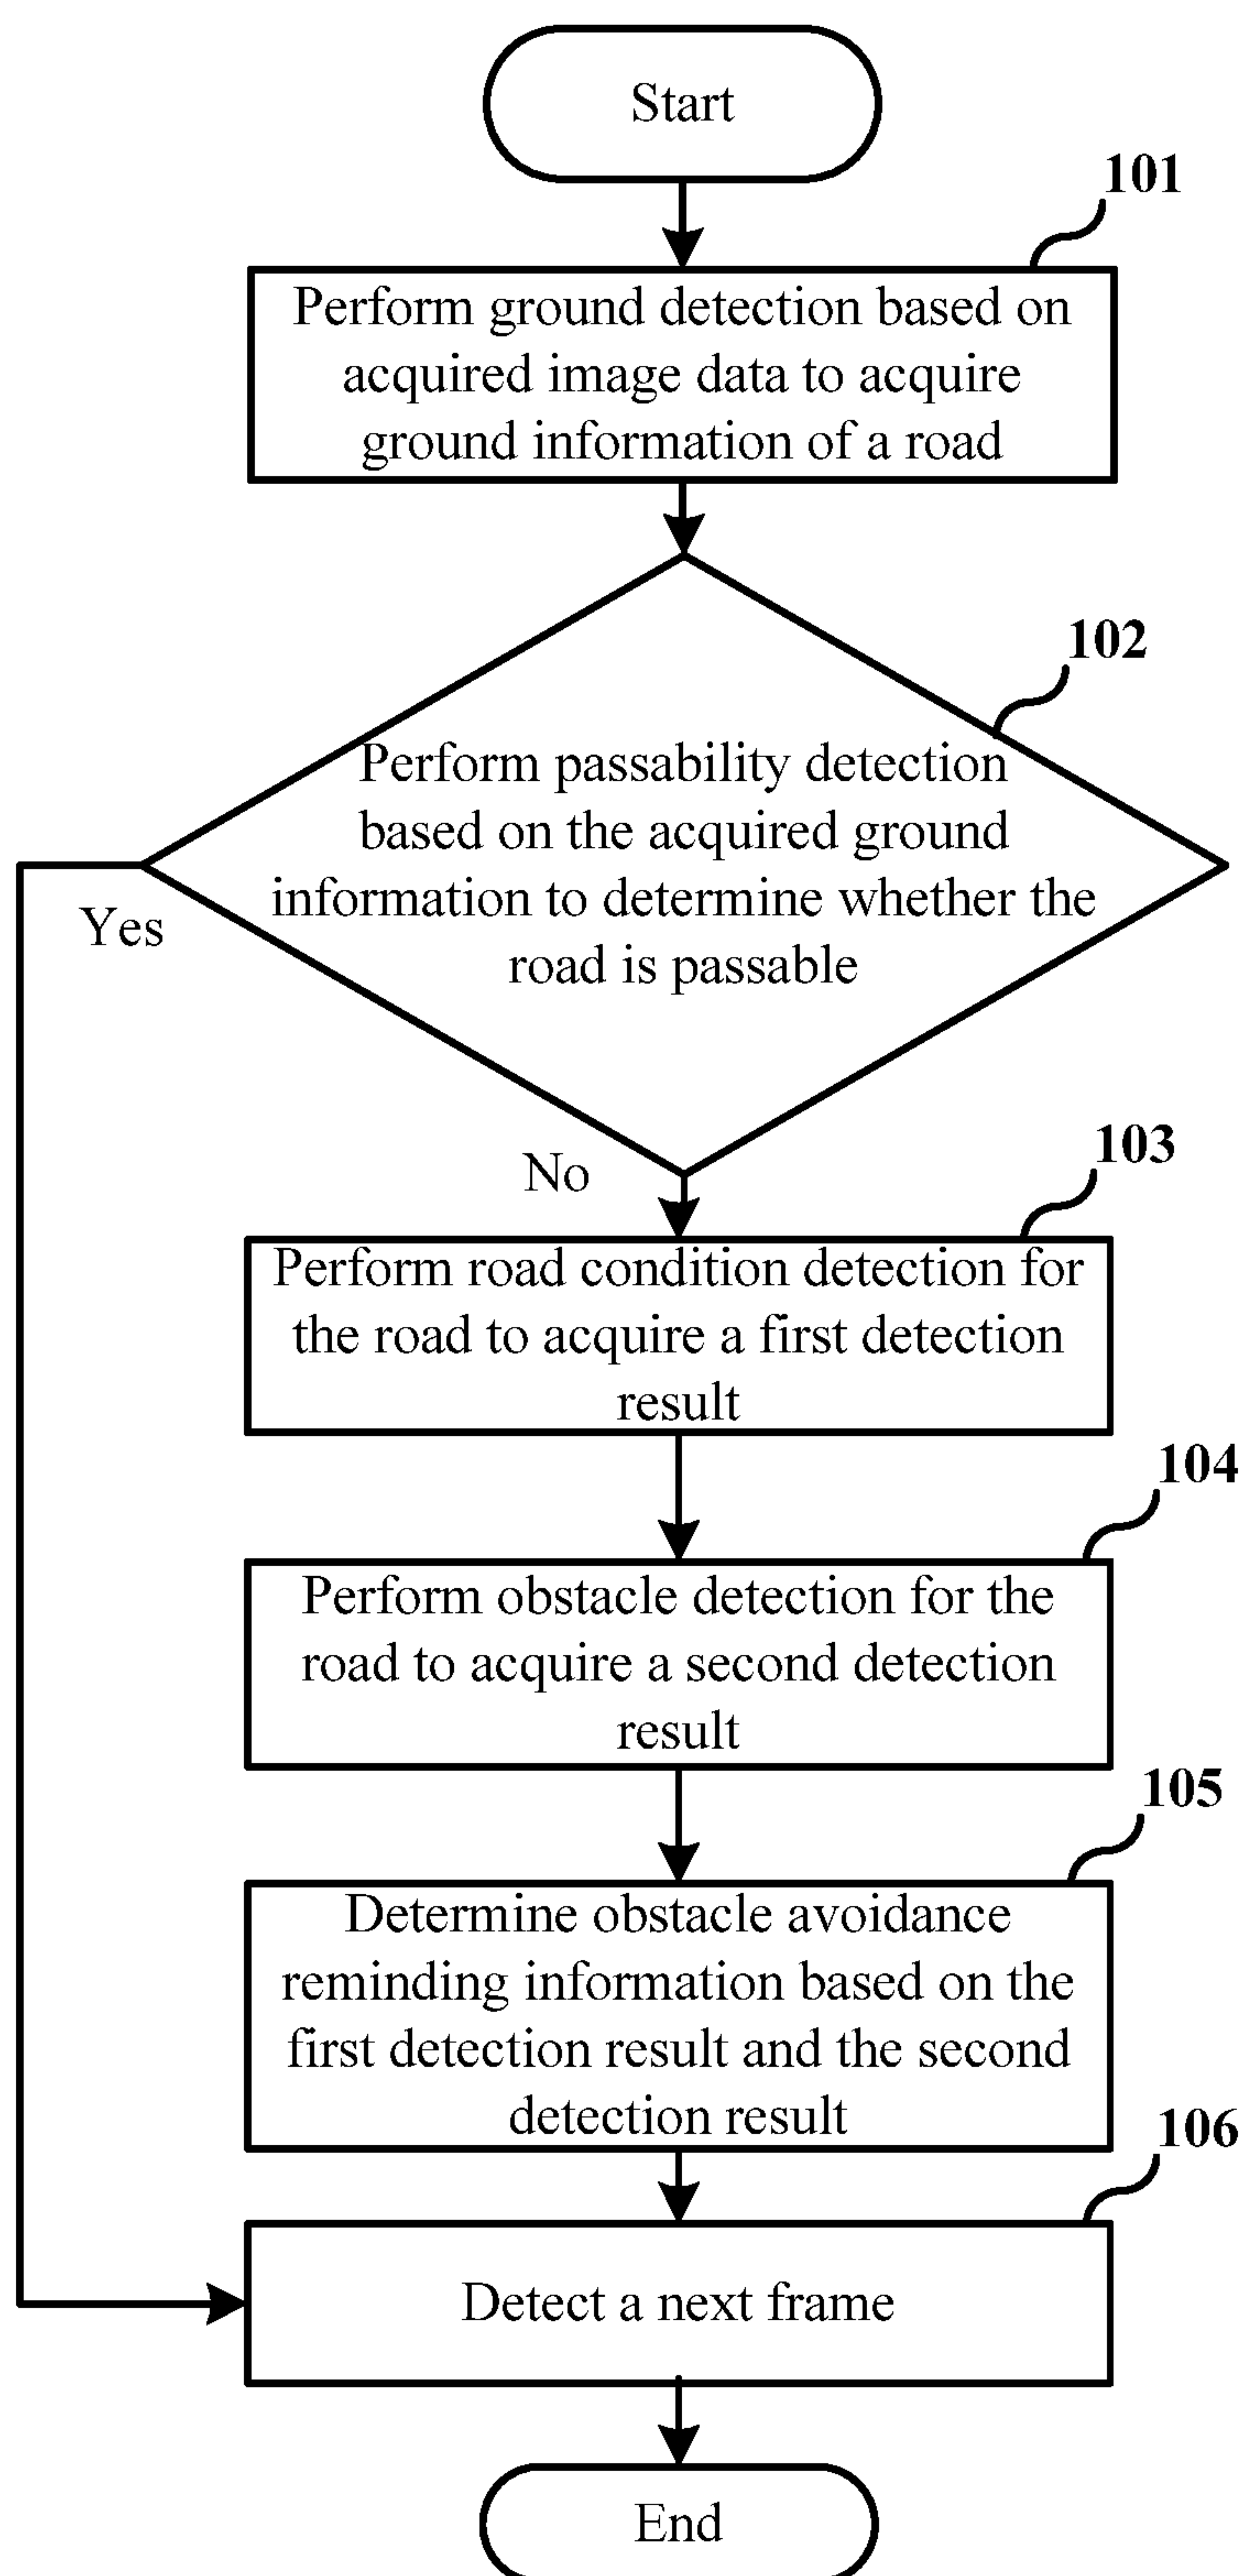 Start
101
Perform ground detection based on
acquired image data to acquire
ground information of a road
102
Perform passability detection
based on the acquired ground
information to determine whether the
road is passable
Yes
No
103
Perform road condition detection for
the road to acquire a first detection
result
104
Perform obstacle detection for the
road to acquire a second detection
result
105
Determine obstacle avoidance
reminding information based on the
first detection result and the second
detection result
106
Detect a next frame
End